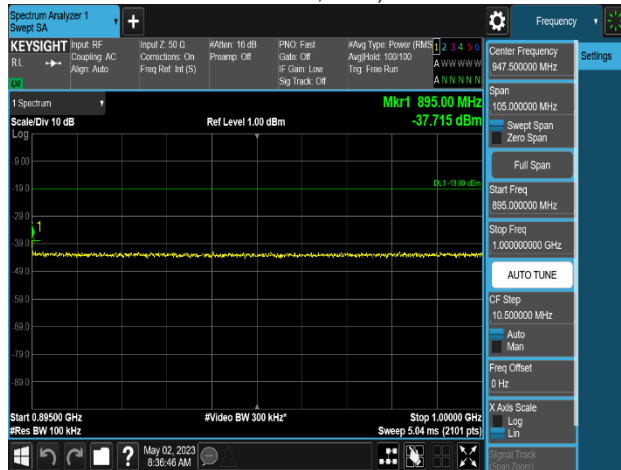 Spectrum Analyzer 1
Swept SA
Frequency
KEYSIGHT
Input: RF
Input Z: 50 Ω
#Atten: 16 dB
PNO: Fast
#Avg Type: Power (RMS
1 2 3 4 5 6
RL
Coupling: AC
Corrections: On
Preamp: Off
Gate: Off
Avg|Hold: 100/100
A W W W W W
Align: Auto
Freq Ref: Int (S)
IF Gain: Low
Trig: Free Run
Sig Track: Off
A N N N N N
1 Spectrum
Mkr1 895.00 MHz
Scale/Div 10 dB
Ref Level 1.00 dBm
-37.715 dBm
Log
-9.00
-19.0
DL1 -19.00 dBm
-29.0
1
-39.0
-49.0
-59.0
-69.0
-79.0
-89.0
Start 0.89500 GHz
#Video BW 300 kHz*
Stop 1.00000 GHz
#Res BW 100 kHz
Sweep 5.04 ms (2101 pts)
May 02, 2023
8:36:46 AM
Center Frequency
947.500000 MHz
Settings
Span
105.000000 MHz
Swept Span
Zero Span
Full Span
Start Freq
895.000000 MHz
Stop Freq
1.000000000 GHz
AUTO TUNE
CF Step
10.500000 MHz
Auto
Man
Freq Offset
0 Hz
X Axis Scale
Log
Lin
Signal Track
(Span Zoom)